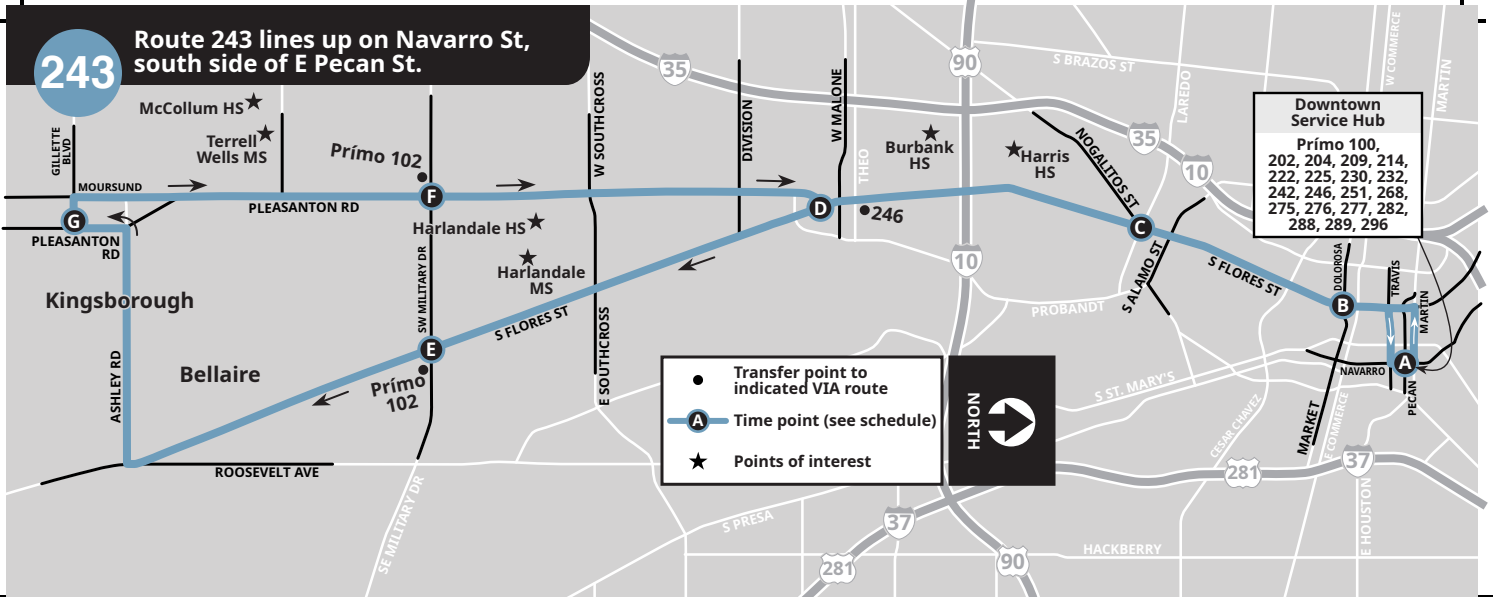 243
Route 243 lines up on Navarro St,
south side of E Pecan St.
McCollum HS
Terrell
Wells MS
GILLETTE
BLVD
MOURSUND
Prímo 102
PLEASANTON RD
F
G
PLEASANTON
RD
Harlandale HS
Harlandale
MS
SW MILITARY DR
W SOUTHCROSS
E SOUTHCROSS
DIVISION
W MALONE
THEO
D
246
Burbank
HS
Harris
HS
35
90
S BRAZOS ST
LAREDO
W COMMERCE
MARTIN
35
10
NOGALITOS ST
C
S ALAMO ST
10
PROBANDT
S FLORES ST
Downtown
Service Hub
Prímo 100,
202, 204, 209, 214,
222, 225, 230, 232,
242, 246, 251, 268,
275, 276, 277, 282,
288, 289, 296
DOLOROSA
TRAVIS
MARTIN
B
NAVARRO
A
PECAN
Kingsborough
Bellaire
ASHLEY RD
S FLORES ST
E
Prímo
102
ROOSEVELT AVE
SE MILITARY DR
Transfer point to
indicated VIA route
A
Time point (see schedule)
Points of interest
NORTH
S ST. MARY'S
CESAR CHAVEZ
MARKET
E COMMERCE
281
37
E HOUSTON
S PRESA
37
281
90
HACKBERRY